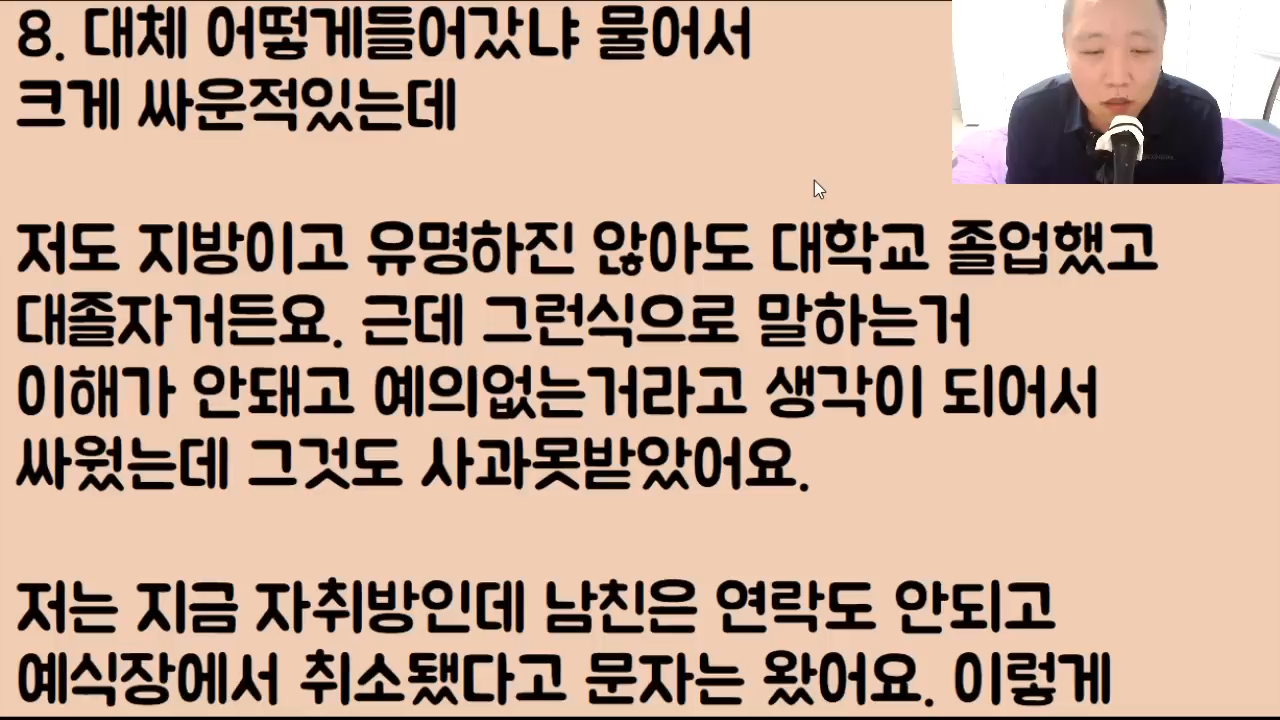 8. 대체 어떻게들어갔냐 물어서
크게 싸운적있는데
저도 지방이고 유명하진 않아도 대학교 졸업했고
대졸자거든요. 근데 그런식으로 말하는거
이해가 안돼고 예의없는거라고 생각이 되어서
싸웠는데 그것도 사과못받았어요.
저는 지금 자취방인데 남친은 연락도 안되고
예식장에서 취소됐다고 문자는 왔어요. 이렇게